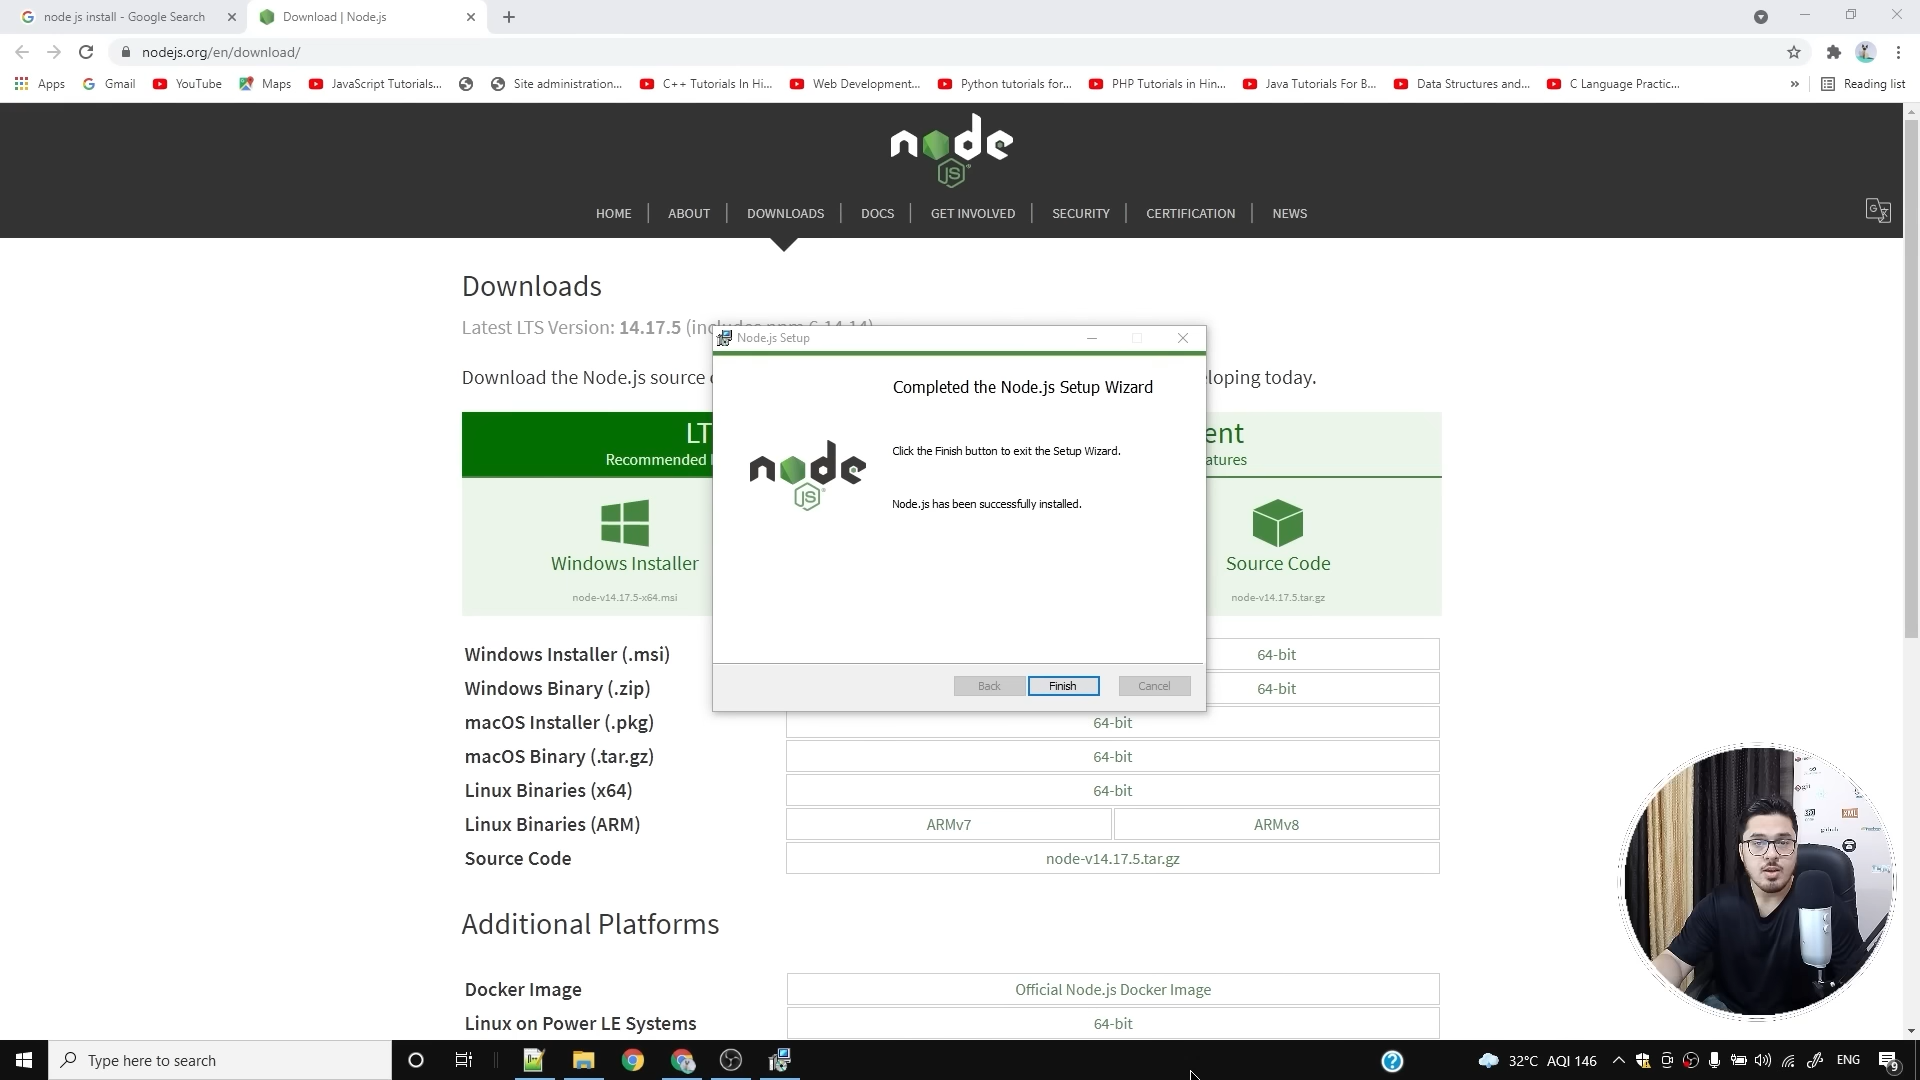 node js install - Google Search
Download | Node.js
nodejs.org/en/download/
Apps
Gmail
YouTube
Maps
JavaScript Tutorials...
Site administration...
C++ Tutorials In Hi...
Web Development...
Python tutorials for...
PHP Tutorials in Hin...
Java Tutorials For B...
Data Structures and...
C Language Practic...
»
Reading list
node
JS
HOME
ABOUT
DOWNLOADS
DOCS
GET INVOLVED
SECURITY
CERTIFICATION
NEWS
Downloads
Latest LTS Version: 14.17.5 (includes npm 6.14.14)
Download the Node.js source
loping today.
LT
Recommended
ent
atures
Windows Installer
node-v14.17.5-x64.msi
Source Code
node-v14.17.5.tar.gz
Node.js Setup
Completed the Node.js Setup Wizard
Click the Finish button to exit the Setup Wizard.
node
JS
Node.js has been successfully installed.
Back
Finish
Cancel
Windows Installer (.msi)
64-bit
Windows Binary (.zip)
64-bit
macOS Installer (.pkg)
64-bit
macOS Binary (.tar.gz)
64-bit
Linux Binaries (x64)
64-bit
Linux Binaries (ARM)
ARMv7
ARMv8
Source Code
node-v14.17.5.tar.gz
Additional Platforms
Docker Image
Official Node.js Docker Image
Linux on Power LE Systems
64-bit
Type here to search
32°C AQI 146
ENG
9